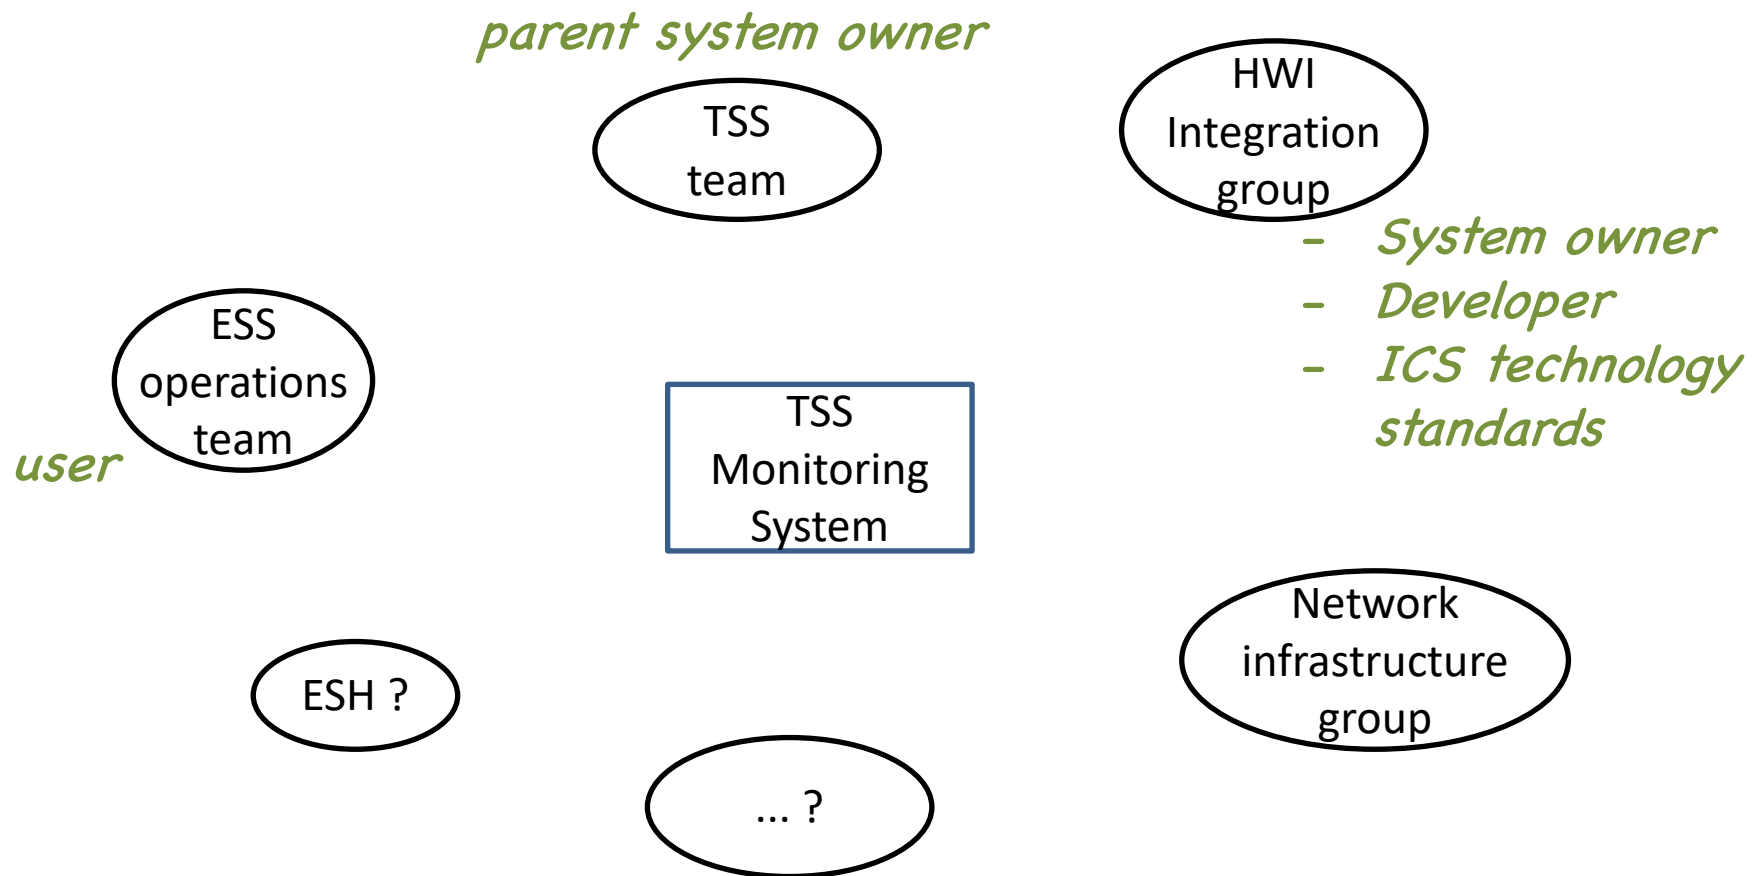 parent system owner
TSS
team
HWI
Integration
group
- System owner
- Developer
- ICS technology
standards
ESS
operations
team
user
TSS
Monitoring
System
Network
infrastructure
group
ESH ?
... ?